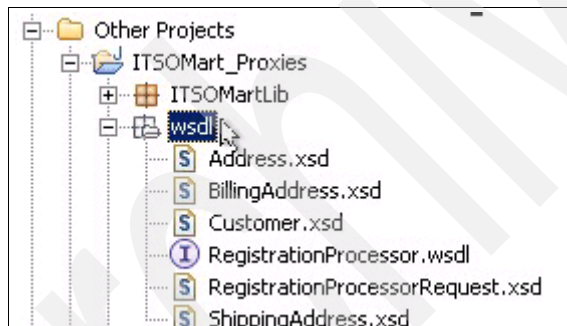 Other Projects
ITSOMart_Proxies
ITSOMartLib
wsdl
Address.xsd
BillingAddress.xsd
Customer.xsd
RegistrationProcessor.wsdl
RegistrationProcessorRequest.xsd
ShippingAddress.xsd